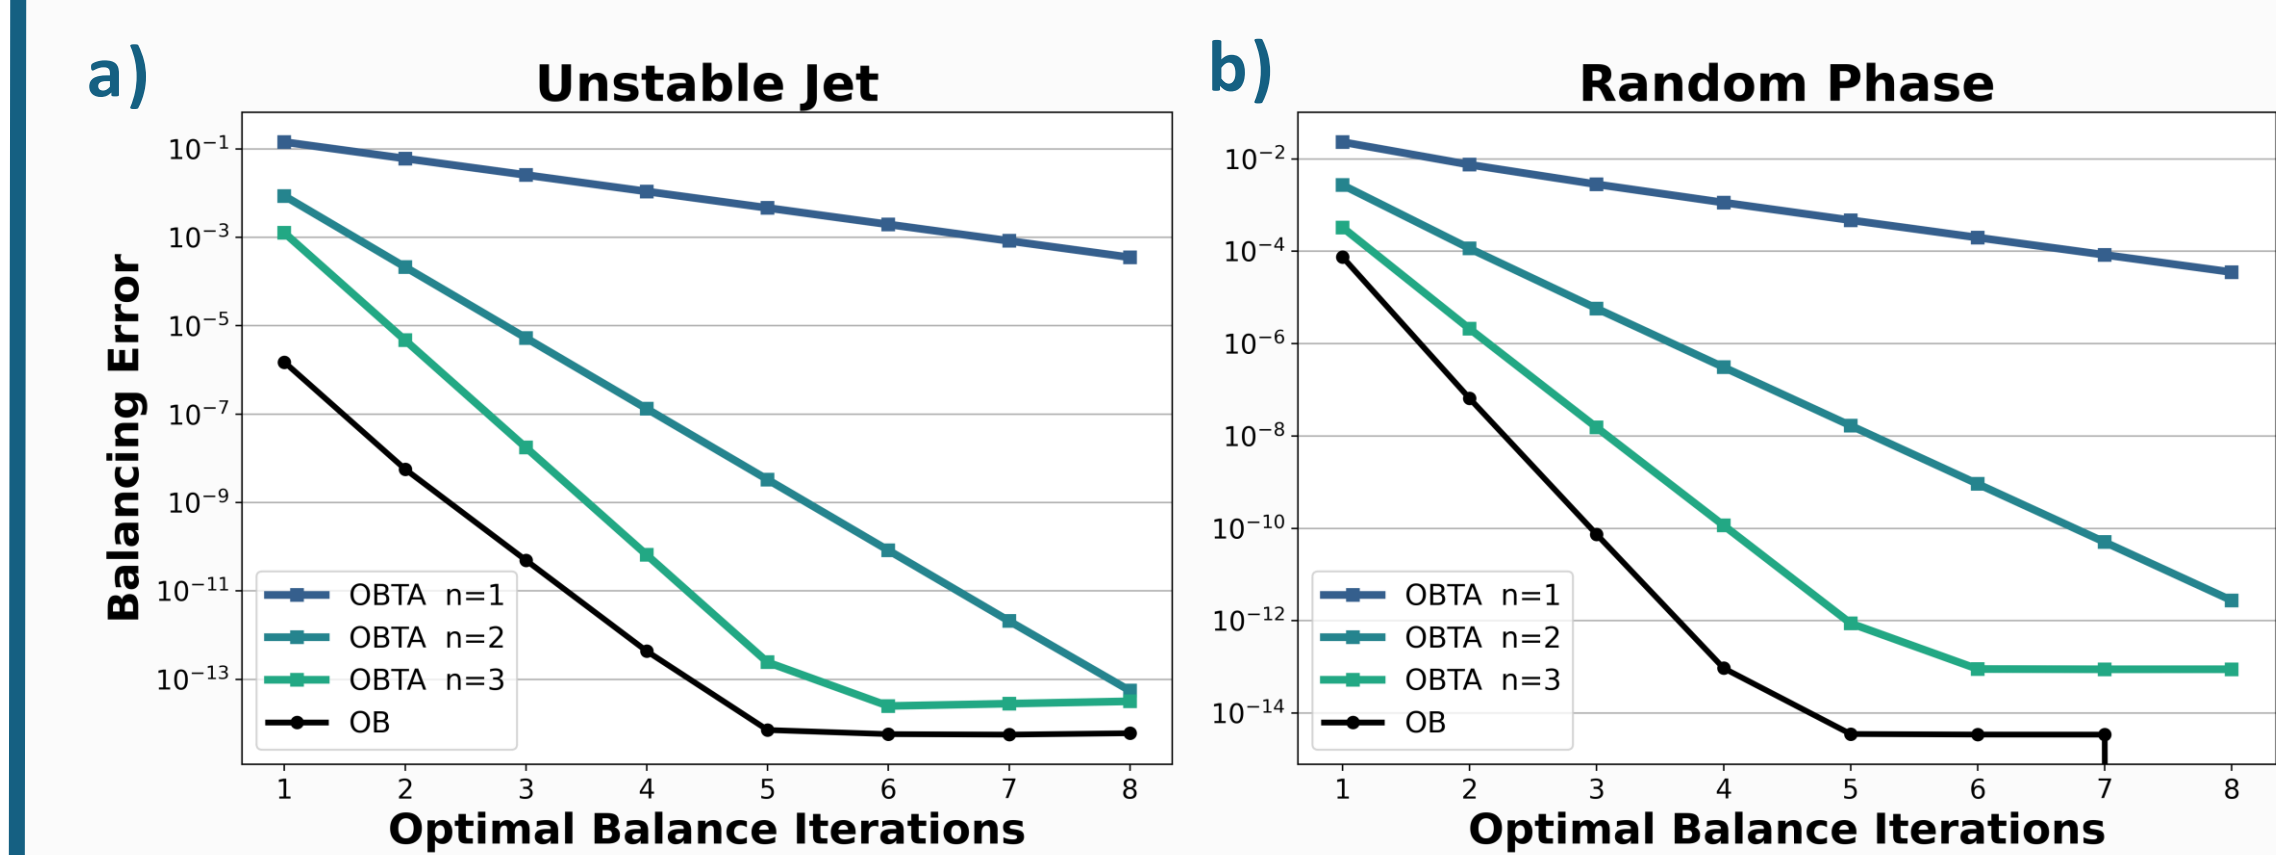 a)
Unstable Jet
Balancing Error
10⁻¹
10⁻³
10⁻⁵
10⁻⁷
10⁻⁹
10⁻¹¹
10⁻¹³
OBTA n=1
OBTA n=2
OBTA n=3
OB
1 2 3 4 5 6 7 8
Optimal Balance Iterations
b)
Random Phase
10⁻²
10⁻⁴
10⁻⁶
10⁻⁸
10⁻¹⁰
10⁻¹²
10⁻¹⁴
OBTA n=1
OBTA n=2
OBTA n=3
OB
1 2 3 4 5 6 7 8
Optimal Balance Iterations